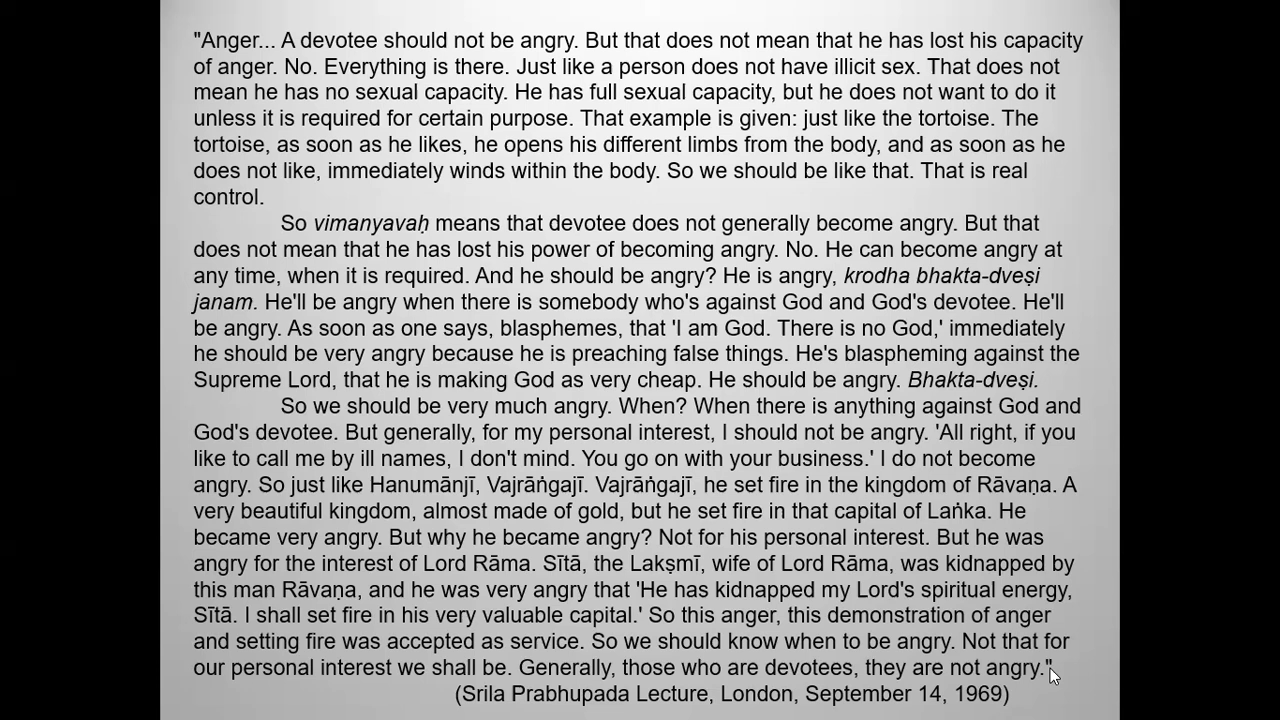 "Anger... A devotee should not be angry. But that does not mean that he has lost his capacity
of anger. No. Everything is there. Just like a person does not have illicit sex. That does not
mean he has no sexual capacity. He has full sexual capacity, but he does not want to do it
unless it is required for certain purpose. That example is given: just like the tortoise. The
tortoise, as soon as he likes, he opens his different limbs from the body, and as soon as he
does not like, immediately winds within the body. So we should be like that. That is real
control.
So vimanyavaḥ means that devotee does not generally become angry. But that
does not mean that he has lost his power of becoming angry. No. He can become angry at
any time, when it is required. And he should be angry? He is angry, krodha bhakta-dveṣi
janam. He'll be angry when there is somebody who's against God and God's devotee. He'll
be angry. As soon as one says, blasphemes, that 'I am God. There is no God,' immediately
he should be very angry because he is preaching false things. He's blaspheming against the
Supreme Lord, that he is making God as very cheap. He should be angry. Bhakta-dveṣi.
So we should be very much angry. When? When there is anything against God and
God's devotee. But generally, for my personal interest, I should not be angry. 'All right, if you
like to call me by ill names, I don't mind. You go on with your business.' I do not become
angry. So just like Hanumānjī, Vajrāṅgajī. Vajrāṅgajī, he set fire in the kingdom of Rāvaṇa. A
very beautiful kingdom, almost made of gold, but he set fire in that capital of Laṅka. He
became very angry. But why he became angry? Not for his personal interest. But he was
angry for the interest of Lord Rāma. Sītā, the Lakṣmī, wife of Lord Rāma, was kidnapped by
this man Rāvaṇa, and he was very angry that 'He has kidnapped my Lord's spiritual energy,
Sītā. I shall set fire in his very valuable capital.' So this anger, this demonstration of anger
and setting fire was accepted as service. So we should know when to be angry. Not that for
our personal interest we shall be. Generally, those who are devotees, they are not angry."
(Srila Prabhupada Lecture, London, September 14, 1969)